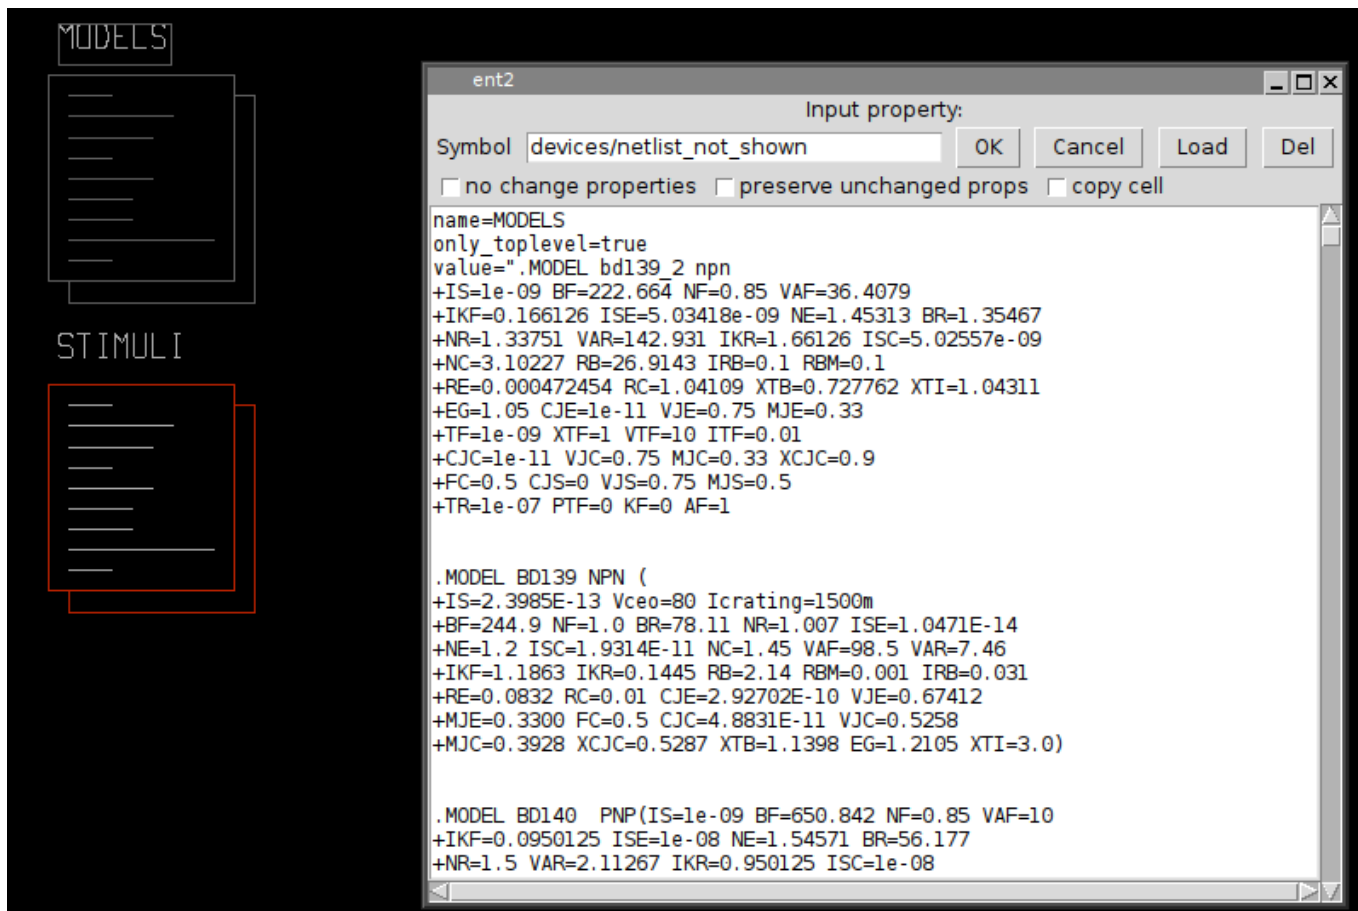 MODELS
STIMULI
ent2
Input property:
Symbol devices/netlist_not_shown OK Cancel Load Del
no change properties preserve unchanged props copy cell
name=MODELS
only_toplevel=true
value=".MODEL bd139_2 npn
+IS=1e-09 BF=222.664 NF=0.85 VAF=36.4079
+IKF=0.166126 ISE=5.03418e-09 NE=1.45313 BR=1.35467
+NR=1.33751 VAR=142.931 IKR=1.66126 ISC=5.02557e-09
+NC=3.10227 RB=26.9143 IRB=0.1 RBM=0.1
+RE=0.000472454 RC=1.04109 XTB=0.727762 XTI=1.04311
+EG=1.05 CJE=1e-11 VJE=0.75 MJE=0.33
+TF=1e-09 XTF=1 VTF=10 ITF=0.01
+CJC=1e-11 VJC=0.75 MJC=0.33 XCJC=0.9
+FC=0.5 CJS=0 VJS=0.75 MJS=0.5
+TR=1e-07 PTF=0 KF=0 AF=1
.MODEL BD139 NPN (
+IS=2.3985E-13 Vceo=80 Icrating=1500m
+BF=244.9 NF=1.0 BR=78.11 NR=1.007 ISE=1.0471E-14
+NE=1.2 ISC=1.9314E-11 NC=1.45 VAF=98.5 VAR=7.46
+IKF=1.1863 IKR=0.1445 RB=2.14 RBM=0.001 IRB=0.031
+RE=0.0832 RC=0.01 CJE=2.92702E-10 VJE=0.67412
+MJE=0.3300 FC=0.5 CJC=4.8831E-11 VJC=0.5258
+MJC=0.3928 XCJC=0.5287 XTB=1.1398 EG=1.2105 XTI=3.0)
.MODEL BD140  PNP(IS=1e-09 BF=650.842 NF=0.85 VAF=10
+IKF=0.0950125 ISE=1e-08 NE=1.54571 BR=56.177
+NR=1.5 VAR=2.11267 IKR=0.950125 ISC=1e-08